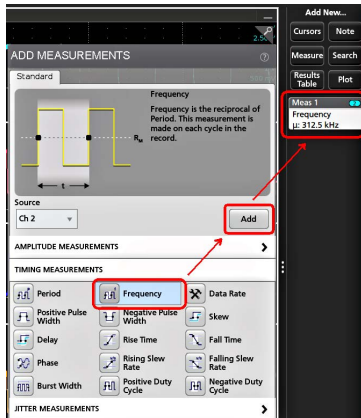 Add New...
Cursors Note
Measure Search
Results Table Plot
Meas 1 2
Frequency
µ: 312.5 kHz
2.50
ADD MEASUREMENTS
Standard
Frequency
Frequency is the reciprocal of
Period. This measurement is
made on each cycle in the
record.
RM
t
Source
Ch 2
Add
AMPLITUDE MEASUREMENTS
TIMING MEASUREMENTS
Period Frequency Data Rate
Positive Pulse Width Negative Pulse Width Skew
Delay Rise Time Fall Time
Phase Rising Slew Rate Falling Slew Rate
Burst Width Positive Duty Cycle Negative Duty Cycle
JITTER MEASUREMENTS